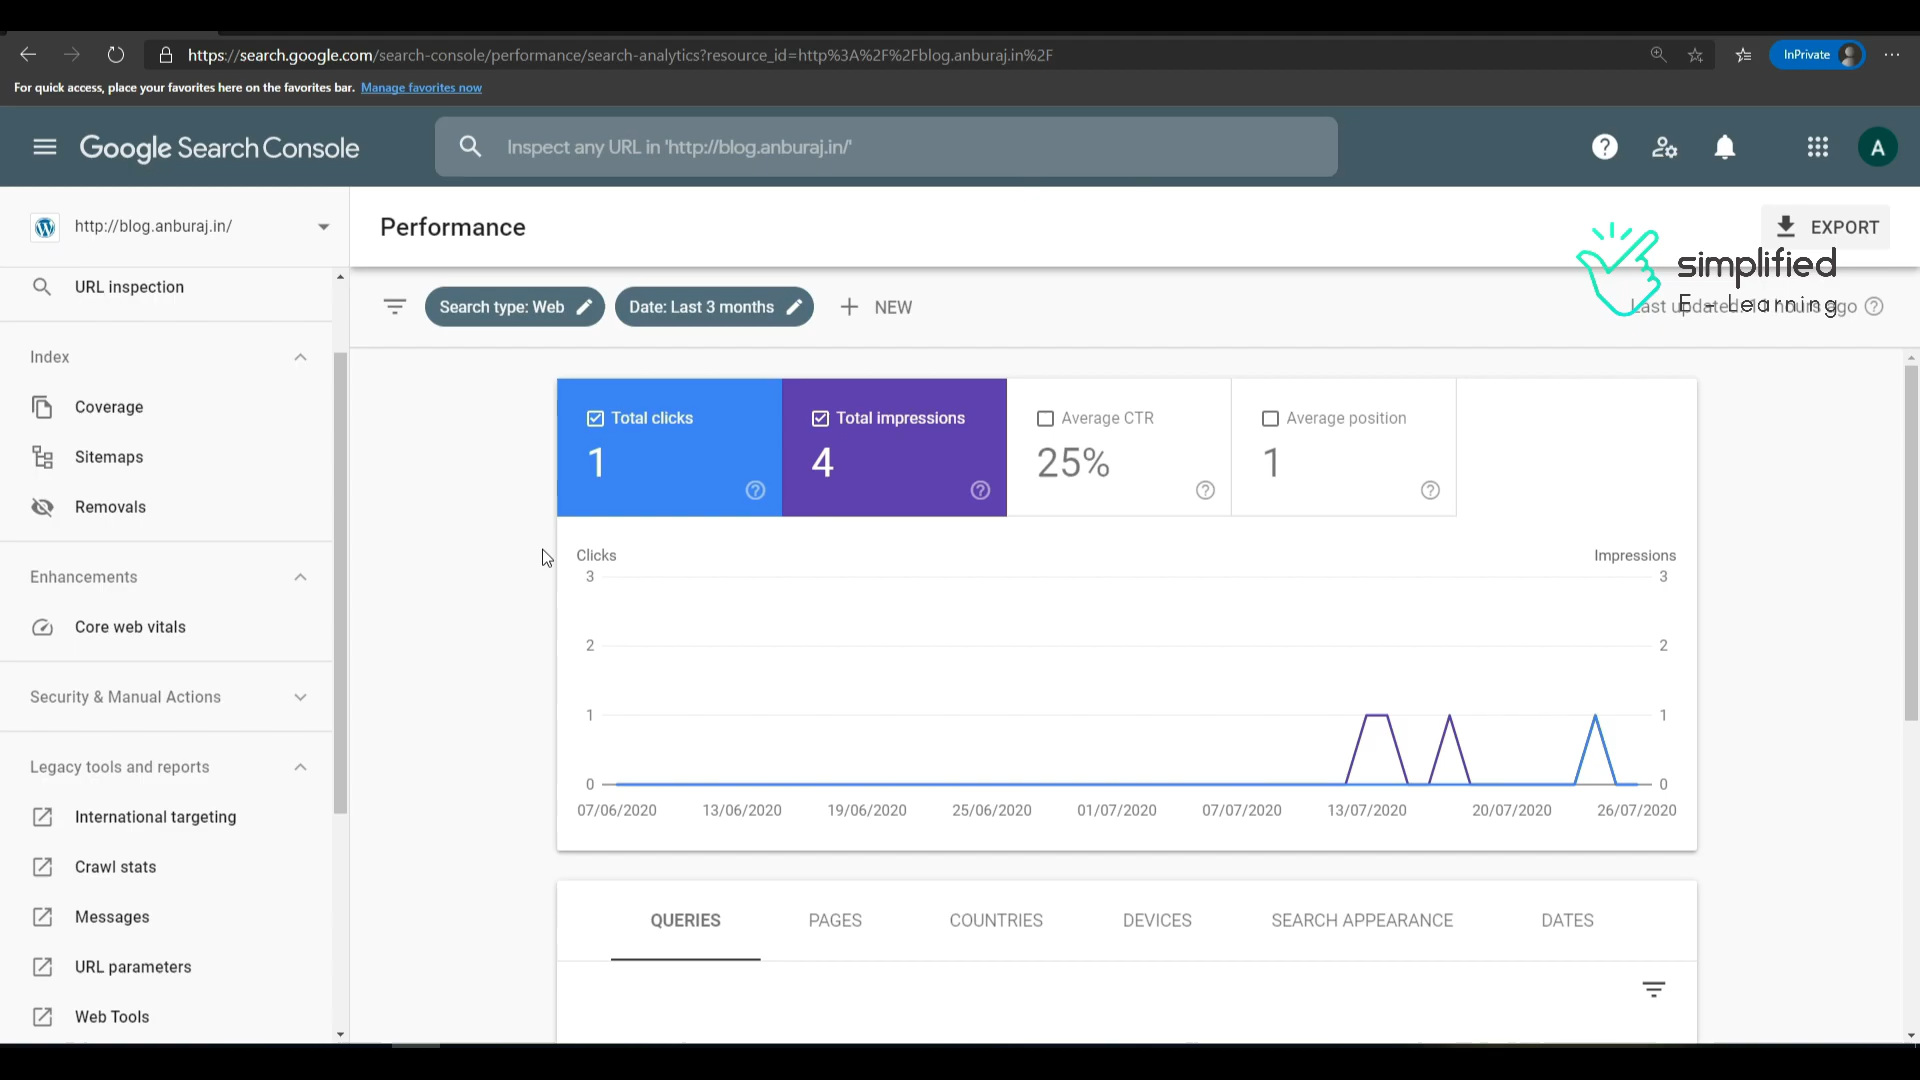 https://search.google.com/search-console/performance/search-analytics?resource_id=http%3A%2F%2Fblog.anburaj.in%2F
InPrivate
For quick access, place your favorites here on the favorites bar. Manage favorites now
Google Search Console
Inspect any URL in 'http://blog.anburaj.in/'
A
http://blog.anburaj.in/
Performance
EXPORT
simplified
E - Learning
URL inspection
Search type: Web
Date: Last 3 months
NEW
Last updated: hours ago
Index
Coverage
Sitemaps
Removals
Enhancements
Core web vitals
Security & Manual Actions
Legacy tools and reports
International targeting
Crawl stats
Messages
URL parameters
Web Tools
Total clicks
1
Total impressions
4
Average CTR
25%
Average position
1
Clicks
Impressions
3
3
2
2
1
1
0
0
07/06/2020
13/06/2020
19/06/2020
25/06/2020
01/07/2020
07/07/2020
13/07/2020
20/07/2020
26/07/2020
QUERIES
PAGES
COUNTRIES
DEVICES
SEARCH APPEARANCE
DATES